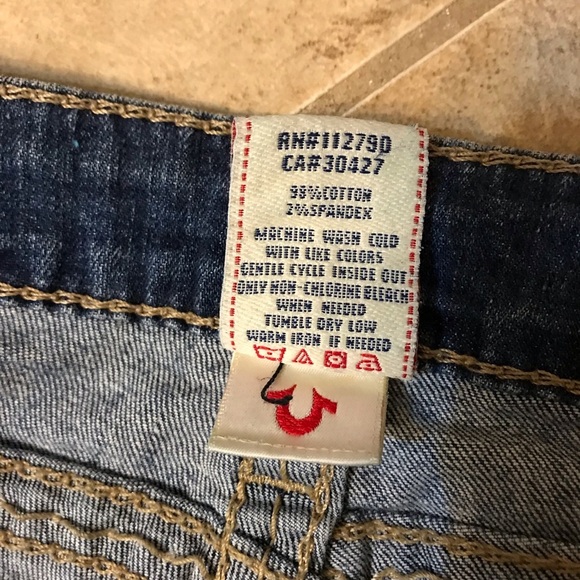 RN#112790
CA#30427
98%COTTON
2%SPANDEX
MACHINE WASH COLD
WITH LIKE COLORS
GENTLE CYCLE INSIDE OUT
ONLY NON-CHLORINE BLEACH
WHEN NEEDED
TUMBLE DRY LOW
WARM IRON IF NEEDED